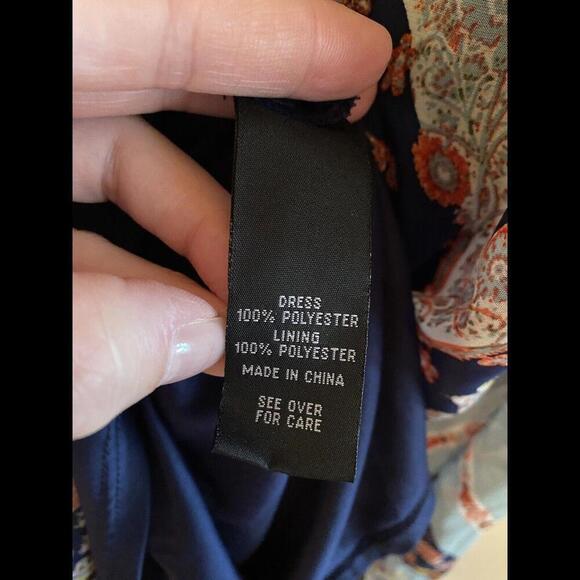 DRESS
100% POLYESTER
LINING
100% POLYESTER
MADE IN CHINA
SEE OVER
FOR CARE